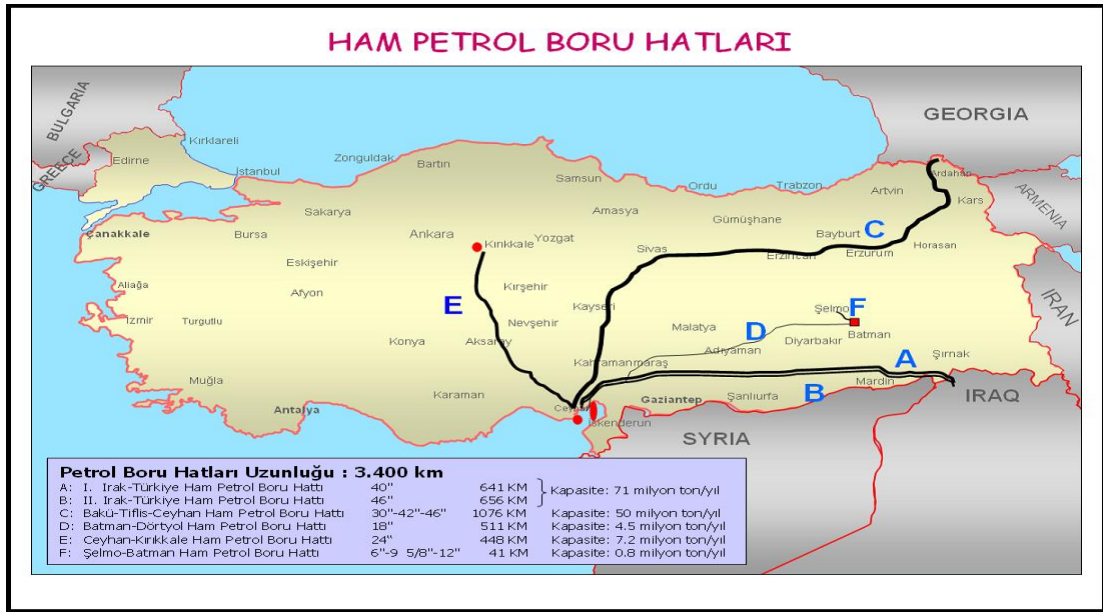 HAM PETROL BORU HATLARI
BULGARIA
GEORGIA
GREECE
Kırklareli
Edirne
İstanbul
Zonguldak
Bartın
Samsun
Ordu
Trabzon
Artvin
Ardahan
Kars
ARMENIA
Çanakkale
Bursa
Sakarya
Ankara
Kırıkkale
Yozgat
Amasya
Sivas
Gümüşhane
Bayburt
C
Erzincan
Erzurum
Horasan
Eskişehir
Aliağa
Afyon
Kırşehir
Kayseri
E
İzmir
Turgutlu
Nevşehir
Konya
Aksaray
Malatya
D
Şelmo
F
Batman
Diyarbakır
Adıyaman
IRAN
Kahramanmaraş
A
Şırnak
Muğla
Karaman
Antalya
Ceyhan
İskenderun
Gaziantep
Şanlıurfa
B
Mardin
IRAQ
SYRIA
Petrol Boru Hatları Uzunluğu : 3.400 km
A: I. Irak-Türkiye Ham Petrol Boru Hattı 40" 641 KM
Kapasite: 71 milyon ton/yıl
B: II. Irak-Türkiye Ham Petrol Boru Hattı 46" 656 KM
C: Bakü-Tiflis-Ceyhan Ham Petrol Boru Hattı 30"-42"-46" 1076 KM Kapasite: 50 milyon ton/yıl
D: Batman-Dörtyol Ham Petrol Boru Hattı 18" 511 KM Kapasite: 4.5 milyon ton/yıl
E: Ceyhan-Kırıkkale Ham Petrol Boru Hattı 24" 448 KM Kapasite: 7.2 milyon ton/yıl
F: Şelmo-Batman Ham Petrol Boru Hattı 6"-9 5/8"-12" 41 KM Kapasite: 0.8 milyon ton/yıl